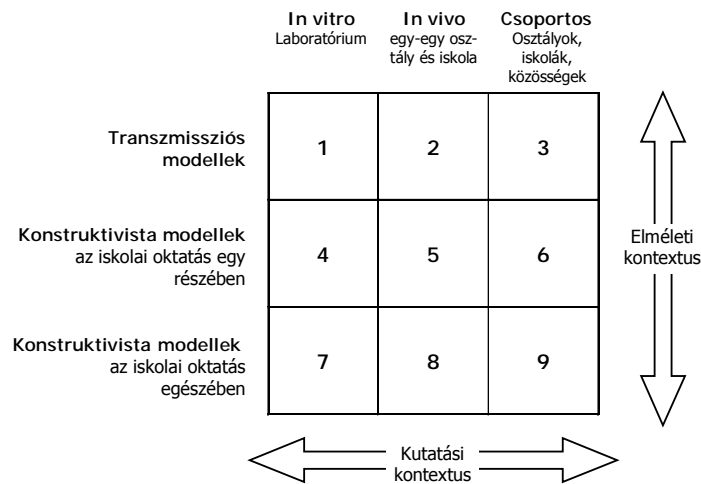 In vitro
Laboratórium
In vivo
egy-egy osz-
tály és iskola
Csoportos
Osztályok,
iskolák,
közösségek
Transzmissziós
modellek
1 2 3
Konstruktivista modellek
az iskolai oktatás egy
részében
4 5 6
Elméleti
kontextus
Konstruktivista modellek
az iskolai oktatás
egészében
7 8 9
Kutatási
kontextus